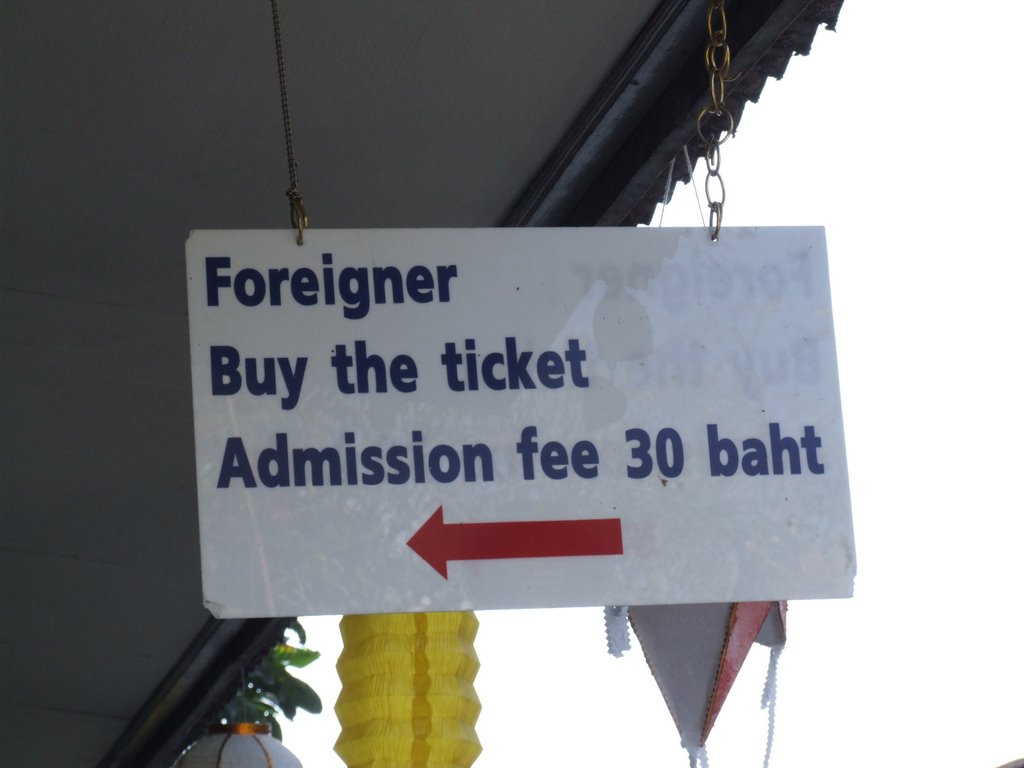 Foreigner
Buy the ticket
Admission fee 30 baht